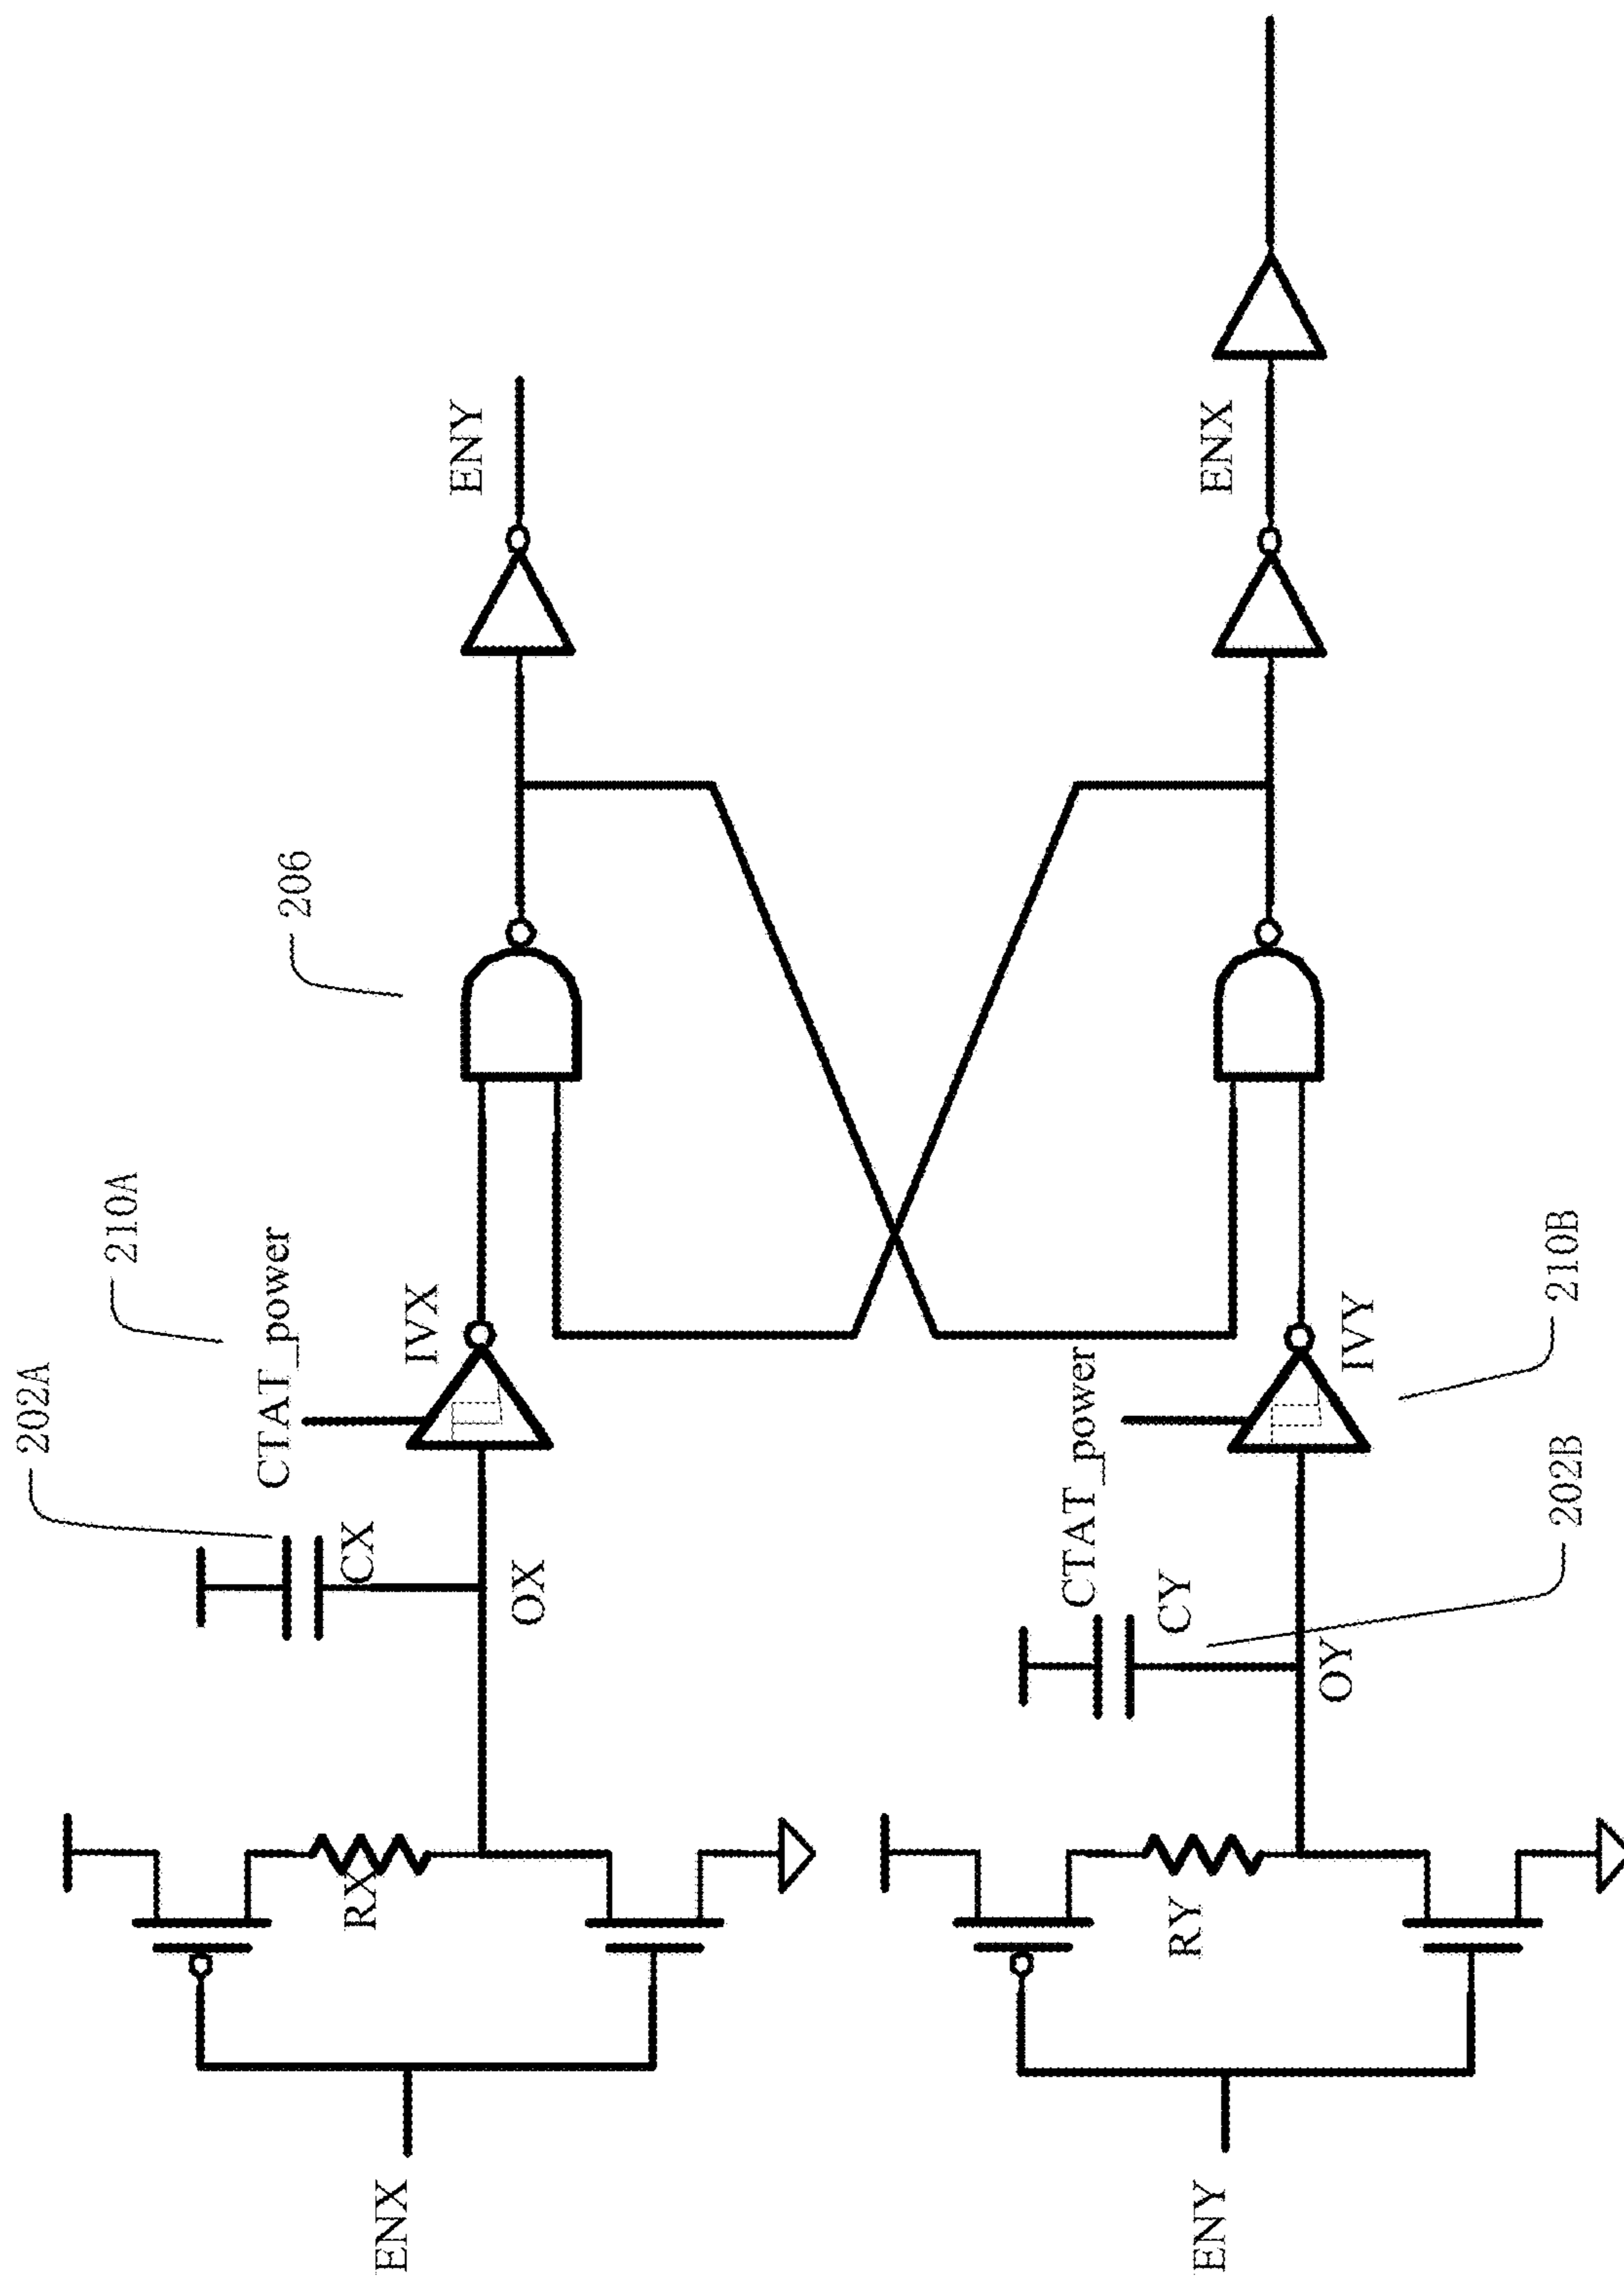 ENX
RX
202A
CX
OX
210A
CTAT_power
IVX
206
ENY
ENY
RY
CY
OY
202B
CTAT_power
IVY
210B
ENX